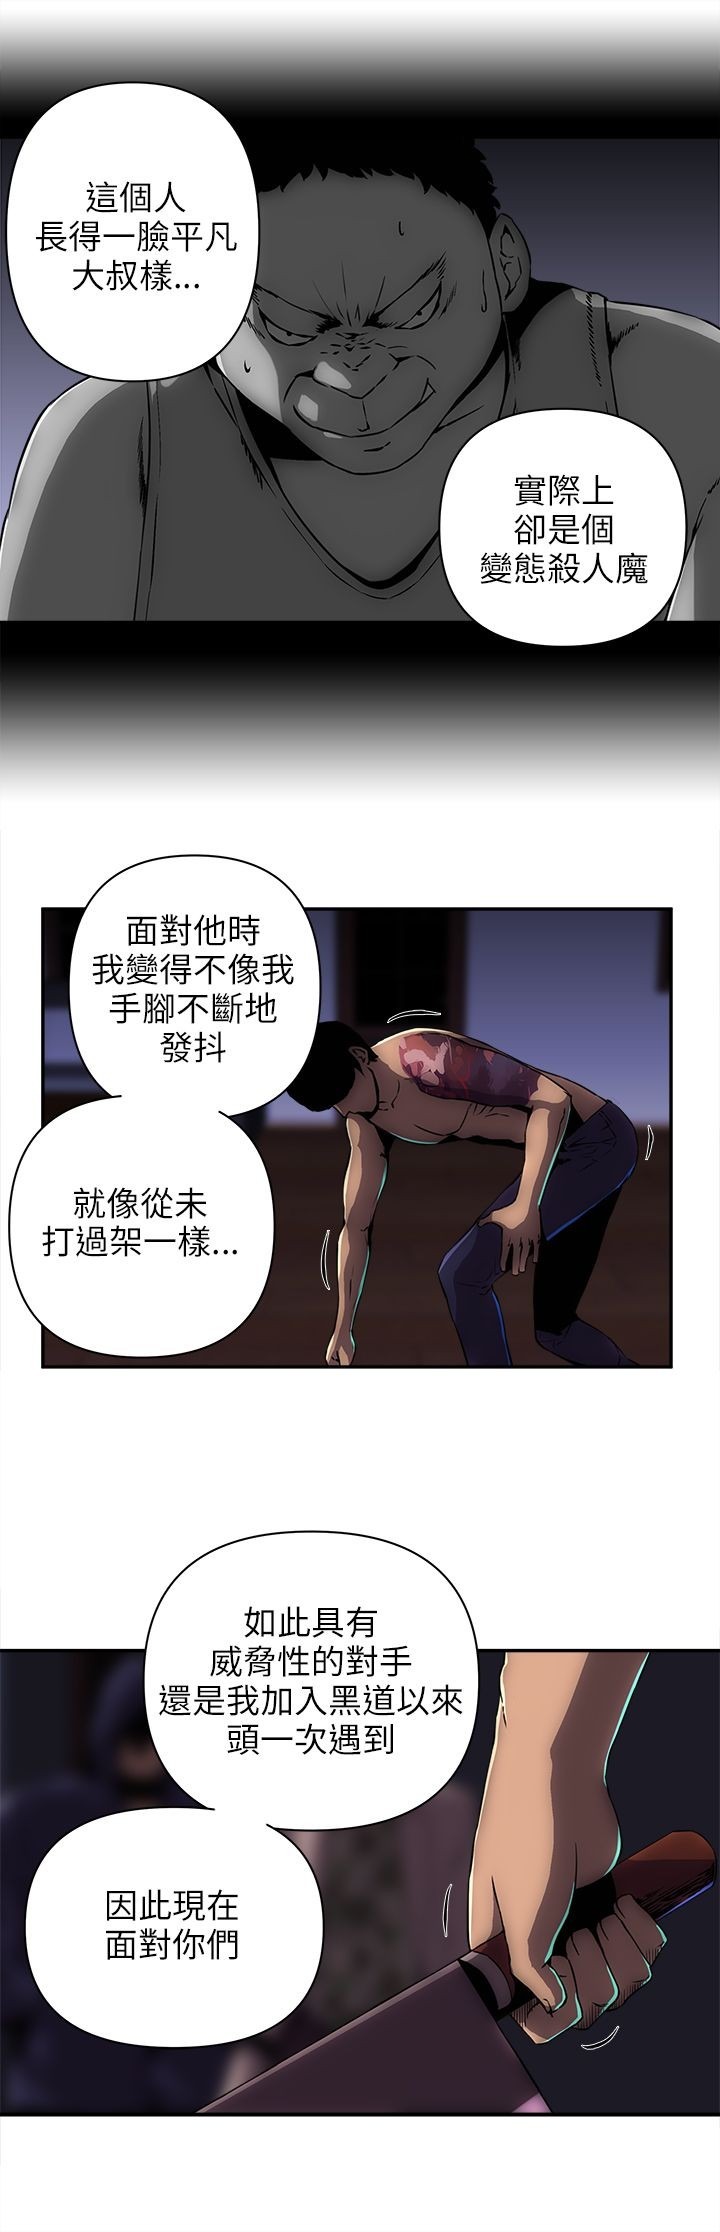 這個人
長得一臉平凡
大叔樣...
實際上
卻是個
變態殺人魔
面對他時
我變得不像我
手腳不斷地
發抖
就像從未
打過架一樣...
如此具有
威脅性的對手
還是我加入黑道以來
頭一次遇到
因此現在
面對你們